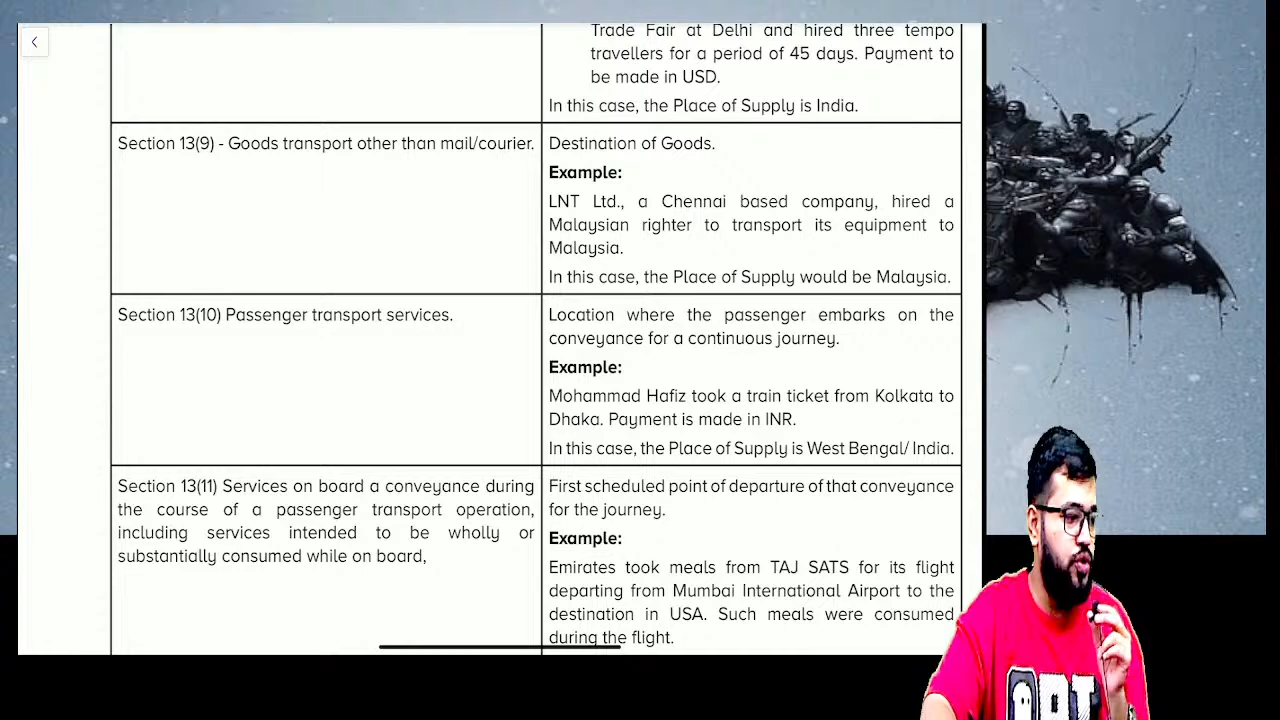 Trade Fair at Delhi and hired three tempo
travellers for a period of 45 days. Payment to
be made in USD.
In this case, the Place of Supply is India.
Section 13(9) - Goods transport other than mail/courier.
Destination of Goods.
Example:
LNT Ltd., a Chennai based company, hired a
Malaysian righter to transport its equipment to
Malaysia.
In this case, the Place of Supply would be Malaysia.
Section 13(10) Passenger transport services.
Location where the passenger embarks on the
conveyance for a continuous journey.
Example:
Mohammad Hafiz took a train ticket from Kolkata to
Dhaka. Payment is made in INR.
In this case, the Place of Supply is West Bengal/ India.
Section 13(11) Services on board a conveyance during
the course of a passenger transport operation,
including services intended to be wholly or
substantially consumed while on board,
First scheduled point of departure of that conveyance
for the journey.
Example:
Emirates took meals from TAJ SATS for its flight
departing from Mumbai International Airport to the
destination in USA. Such meals were consumed
during the flight.